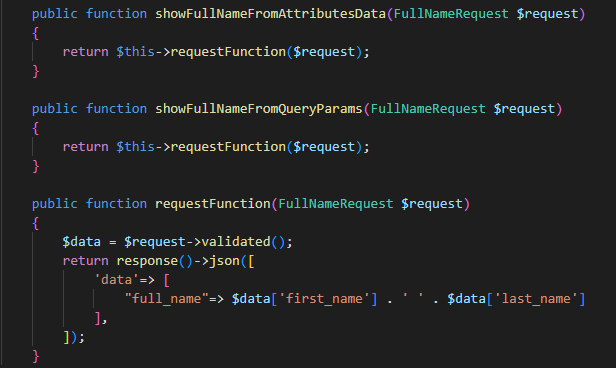 public function showFullNameFromAttributesData(FullNameRequest $request)
{
    return $this->requestFunction($request);
}

public function showFullNameFromQueryParams(FullNameRequest $request)
{
    return $this->requestFunction($request);
}

public function requestFunction(FullNameRequest $request)
{
    $data = $request->validated();
    return response()->json([
        'data'=> [
            "full_name"=> $data['first_name'] . ' ' . $data['last_name']
        ],
    ]);
}